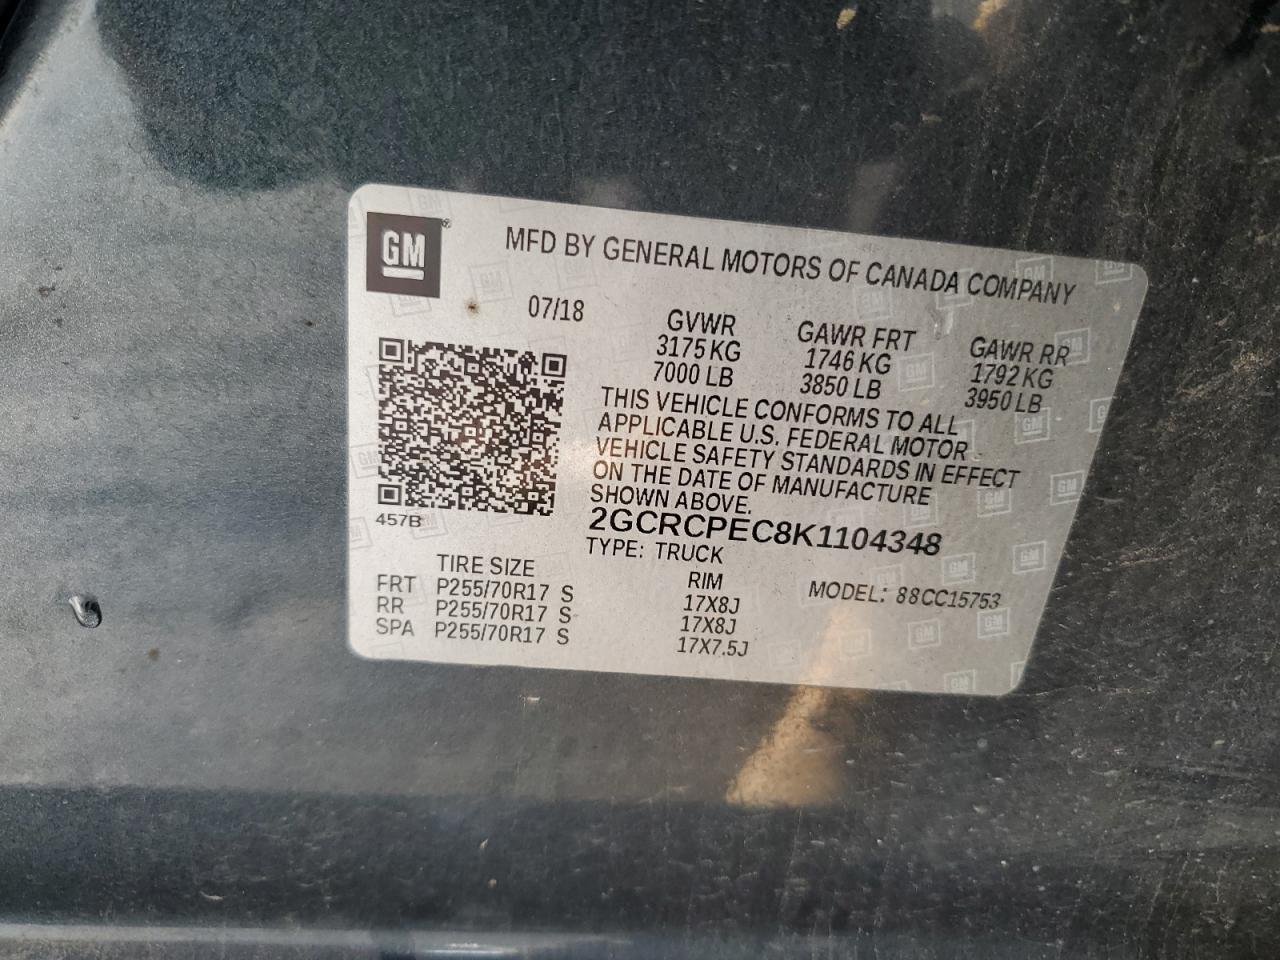 GM
MFD BY GENERAL MOTORS OF CANADA COMPANY
07/18
GVWR GAWR FRT GAWR RR
3175 KG 1746 KG 1792 KG
7000 LB 3850 LB 3950 LB
THIS VEHICLE CONFORMS TO ALL
APPLICABLE U.S. FEDERAL MOTOR
VEHICLE SAFETY STANDARDS IN EFFECT
ON THE DATE OF MANUFACTURE
SHOWN ABOVE.
457B
2GCRCPEC8K1104348
TYPE: TRUCK
MODEL: 88CC15753
TIRE SIZE RIM
FRT P255/70R17 S 17X8J
RR P255/70R17 S 17X8J
SPA P255/70R17 S 17X7.5J